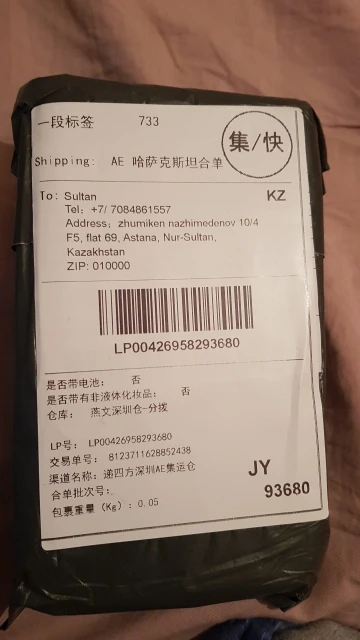 一段标签 733
集/快
Shipping: AE 哈萨克斯坦合单
To: Sultan KZ
Tel: +7/ 7084861557
Address: zhumiken nazhimedenov 10/4
F5, flat 69, Astana, Nur-Sultan,
Kazakhstan
ZIP: 010000
LP00426958293680
是否带电池: 否
是否带有非液体化妆品: 否
仓库: 燕文深圳仓-分拨
LP号: LP00426958293680
交易单号: 8123711628852438
渠道名称: 递四方深圳AE集运仓
合单批次号: JY
包裹重量 (Kg): 0.05 93680